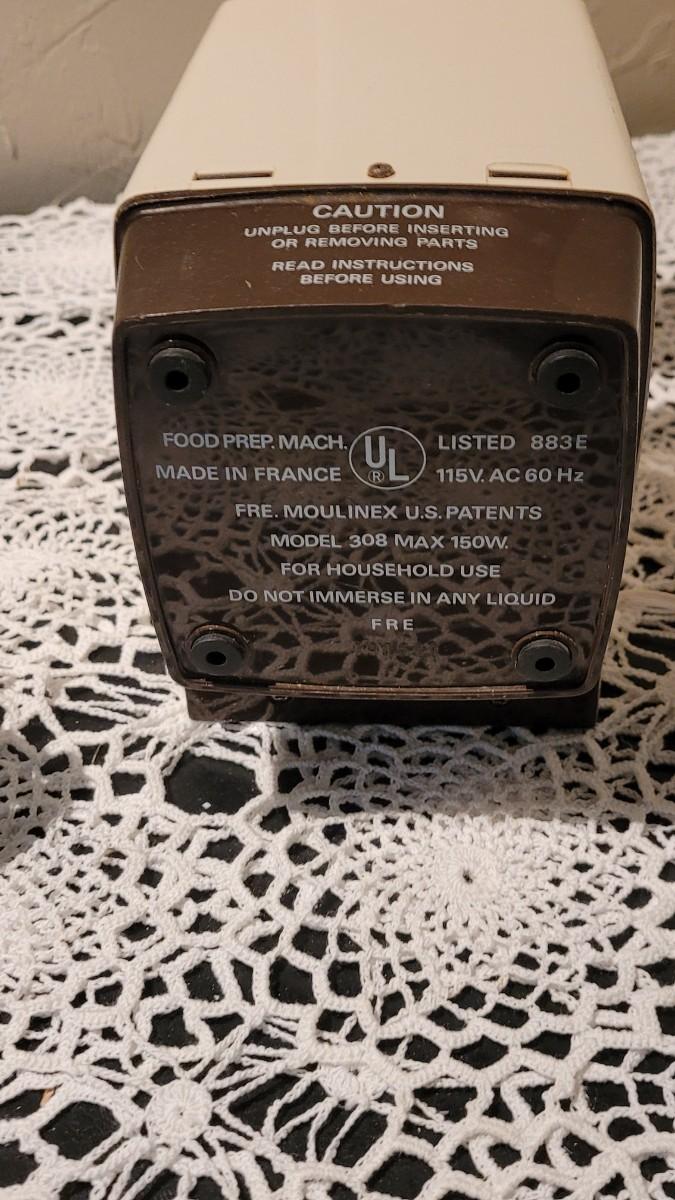 CAUTION
UNPLUG BEFORE INSERTING
OR REMOVING PARTS
READ INSTRUCTIONS
BEFORE USING
FOOD PREP. MACH. UL LISTED 883E
MADE IN FRANCE ® 115V. AC 60 Hz
FRE. MOULINEX U.S. PATENTS
MODEL 308 MAX 150W.
FOR HOUSEHOLD USE
DO NOT IMMERSE IN ANY LIQUID
FRE